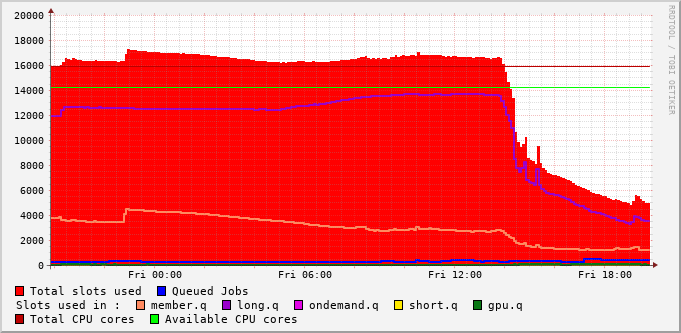 20000
18000
16000
14000
12000
10000
8000
6000
4000
2000
0
Fri 00:00 Fri 06:00 Fri 12:00 Fri 18:00
RRDTOOL / TOBI OETIKER
Total slots used Queued Jobs
Slots used in : member.q long.q ondemand.q short.q gpu.q
Total CPU cores Available CPU cores